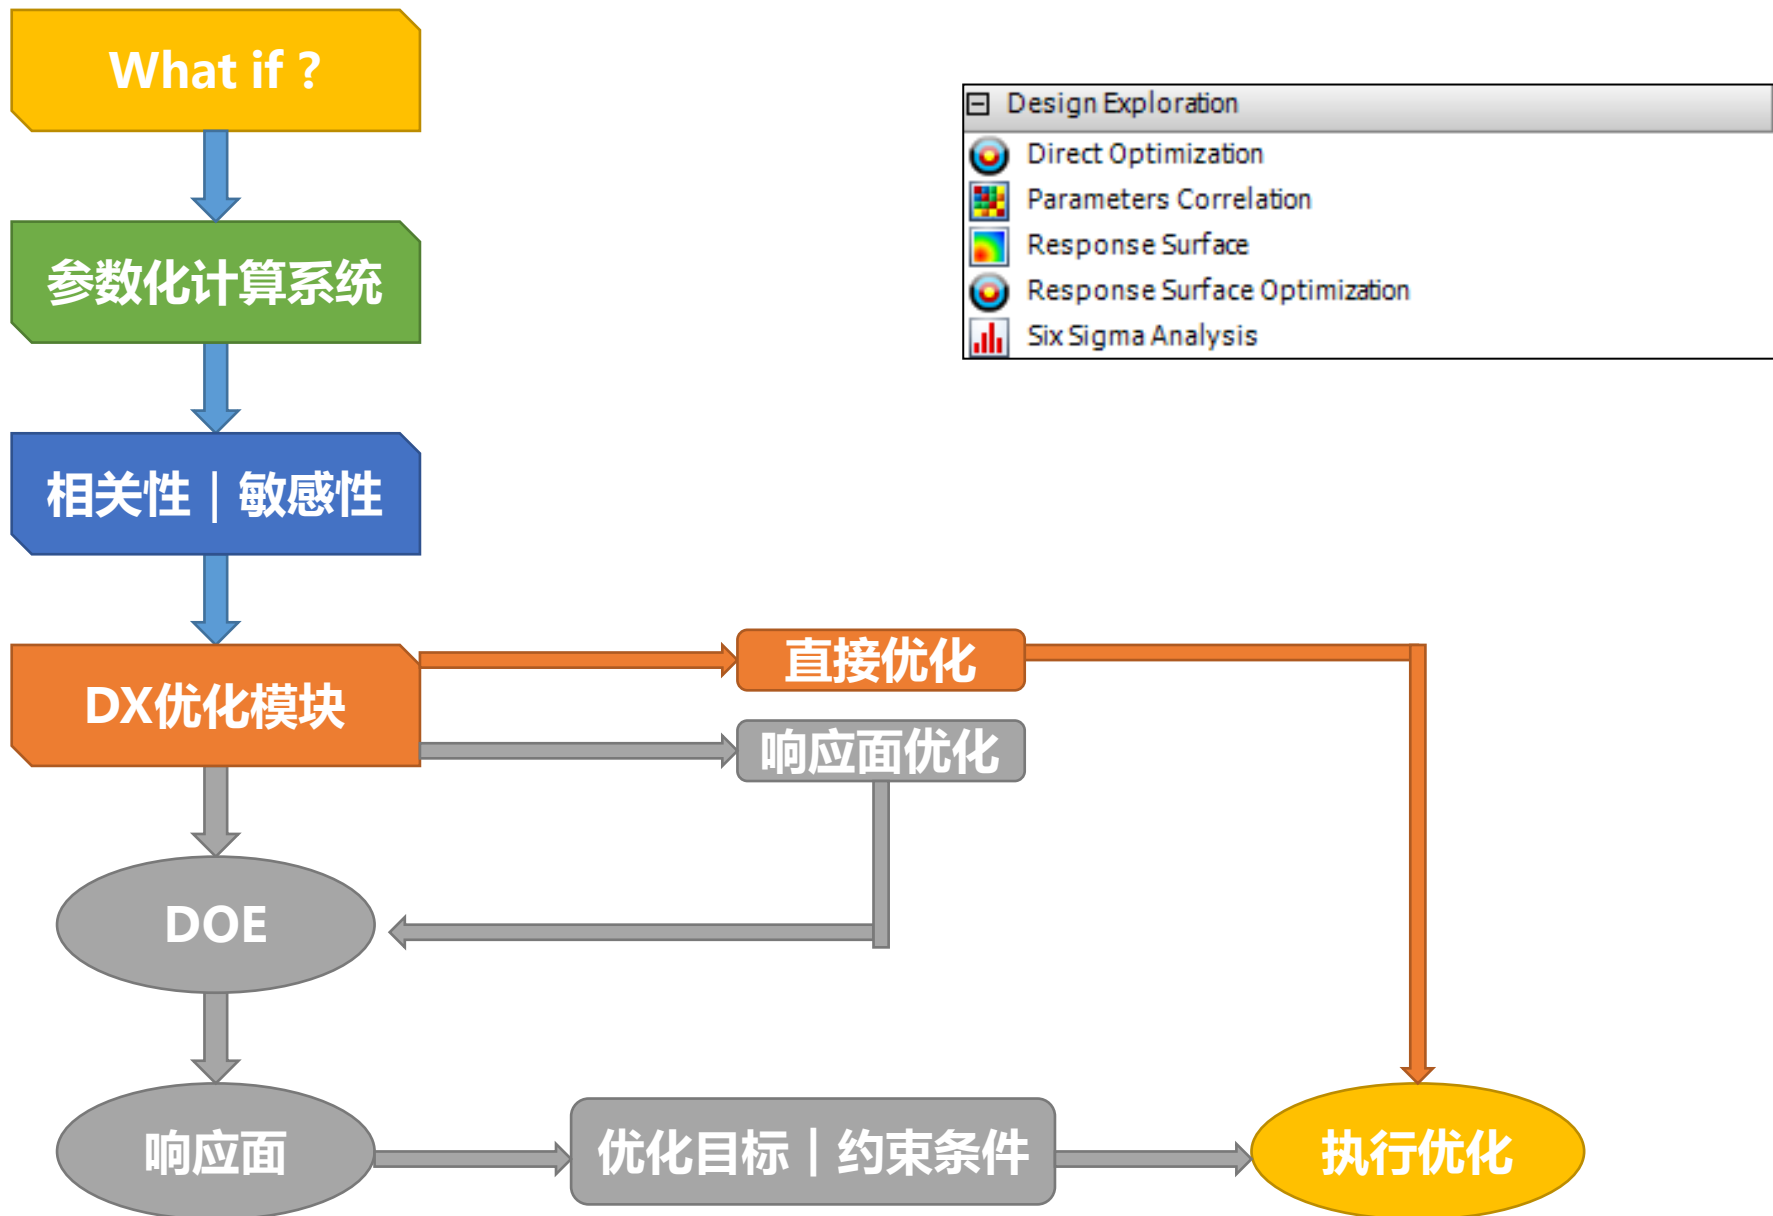 What if ?
Design Exploration
Direct Optimization
Parameters Correlation
Response Surface
Response Surface Optimization
Six Sigma Analysis
参数化计算系统
相关性｜敏感性
DX优化模块
直接优化
响应面优化
DOE
响应面
优化目标｜约束条件
执行优化